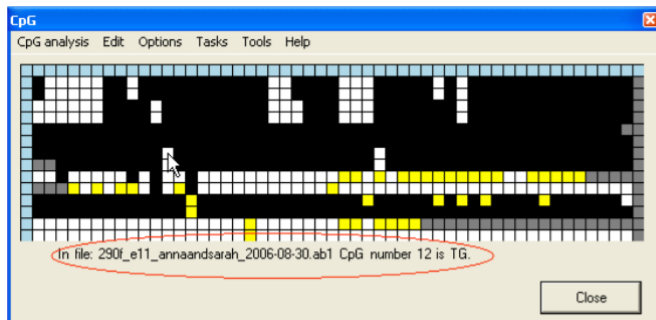 CpG
CpG analysis Edit Options Tasks Tools Help
In file: 290f_e11_annaandsarah_2006-08-30.ab1 CpG number 12 is TG.
Close